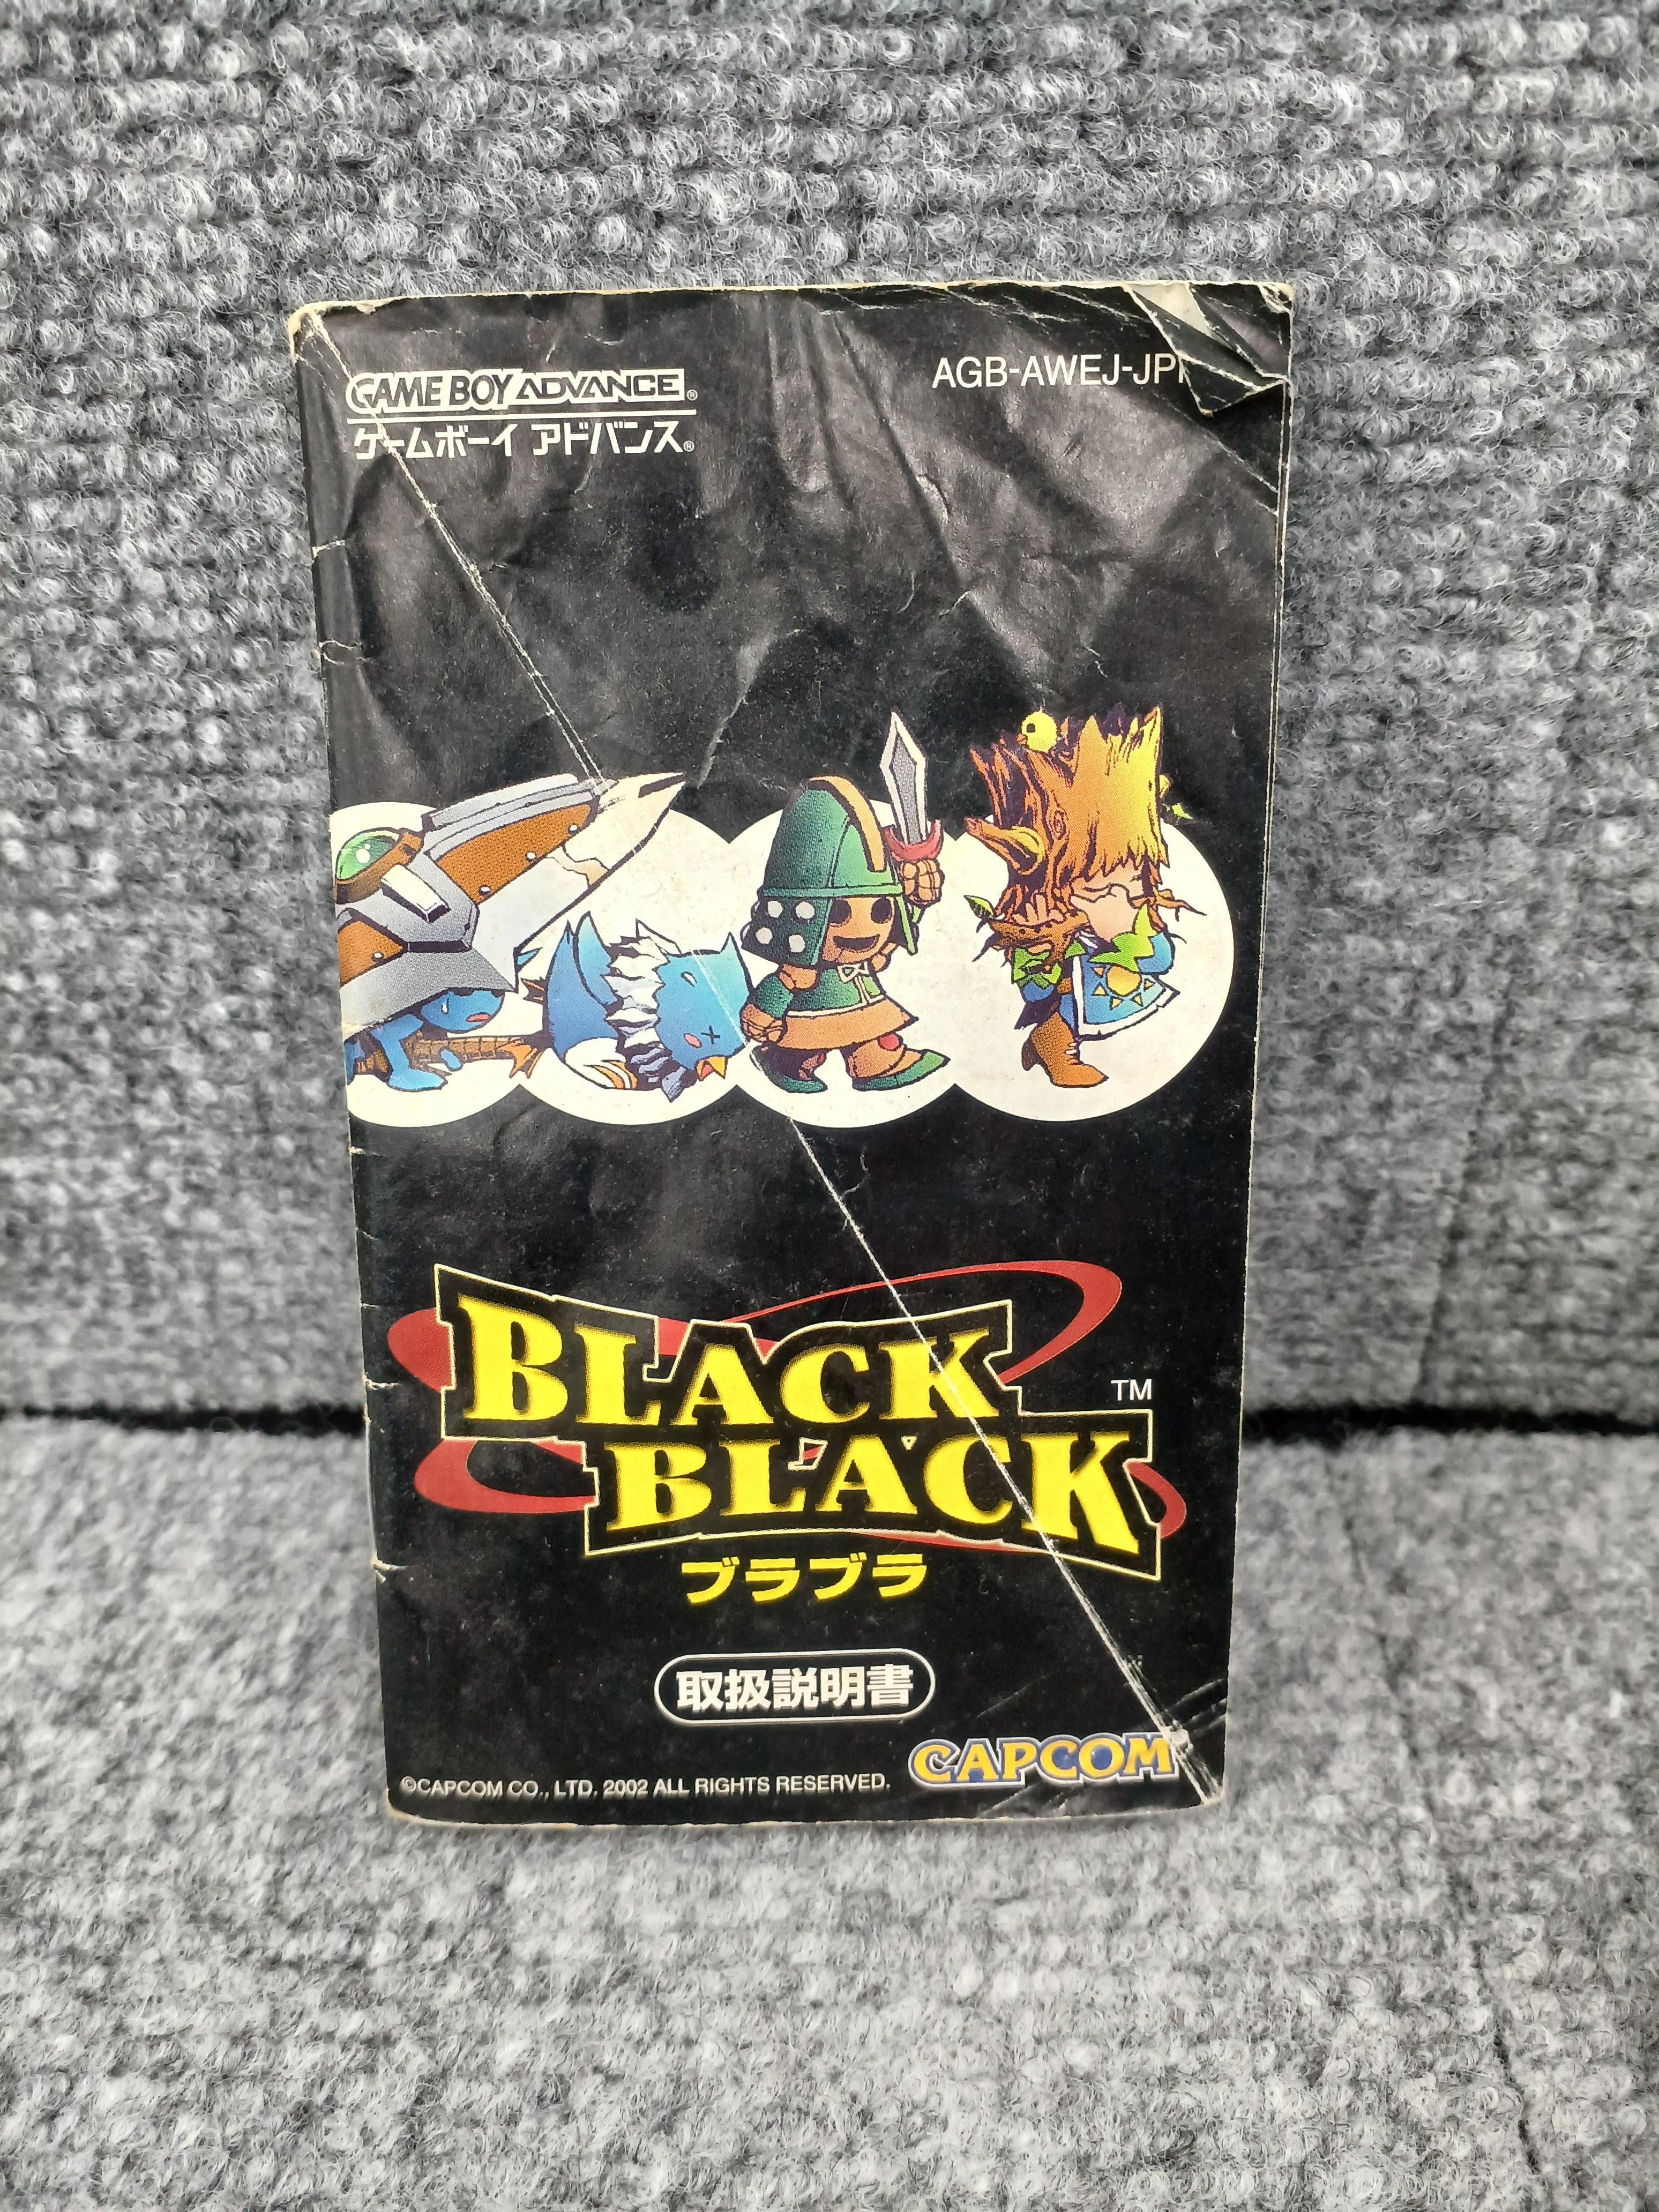 GAME BOY ADVANCE®
ゲームボーイ アドバンス®
AGB-AWEJ-JP
BLACK
BLACK
TM
ブラブラ
取扱説明書
CAPCOM
©CAPCOM CO., LTD. 2002 ALL RIGHTS RESERVED.